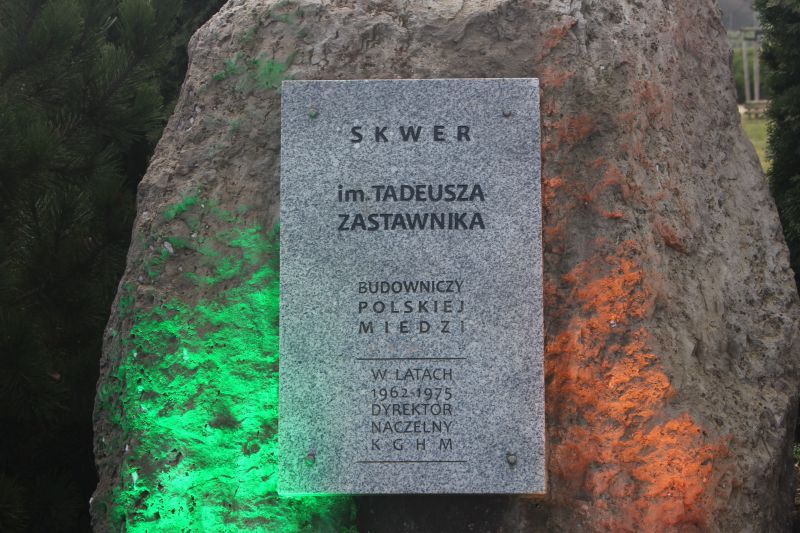 SKWER
im. TADEUSZA
ZASTAWNIKA
BUDOWNICZY
POLSKIEJ
MIEDZI
W LATACH
1962-1975
DYREKTOR
NACZELNY
KGHM